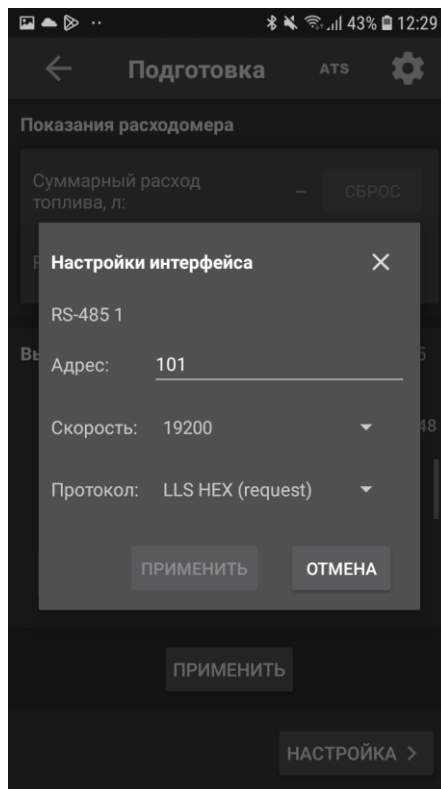 43% 12:29
Подготовка ATS
Показания расходомера
Суммарный расход
топлива, л:
–
СБРОС
Настройки интерфейса
RS-485 1
Адрес: 101
Скорость: 19200
48
Протокол: LLS HEX (request)
ПРИМЕНИТЬ ОТМЕНА
ПРИМЕНИТЬ
НАСТРОЙКА >